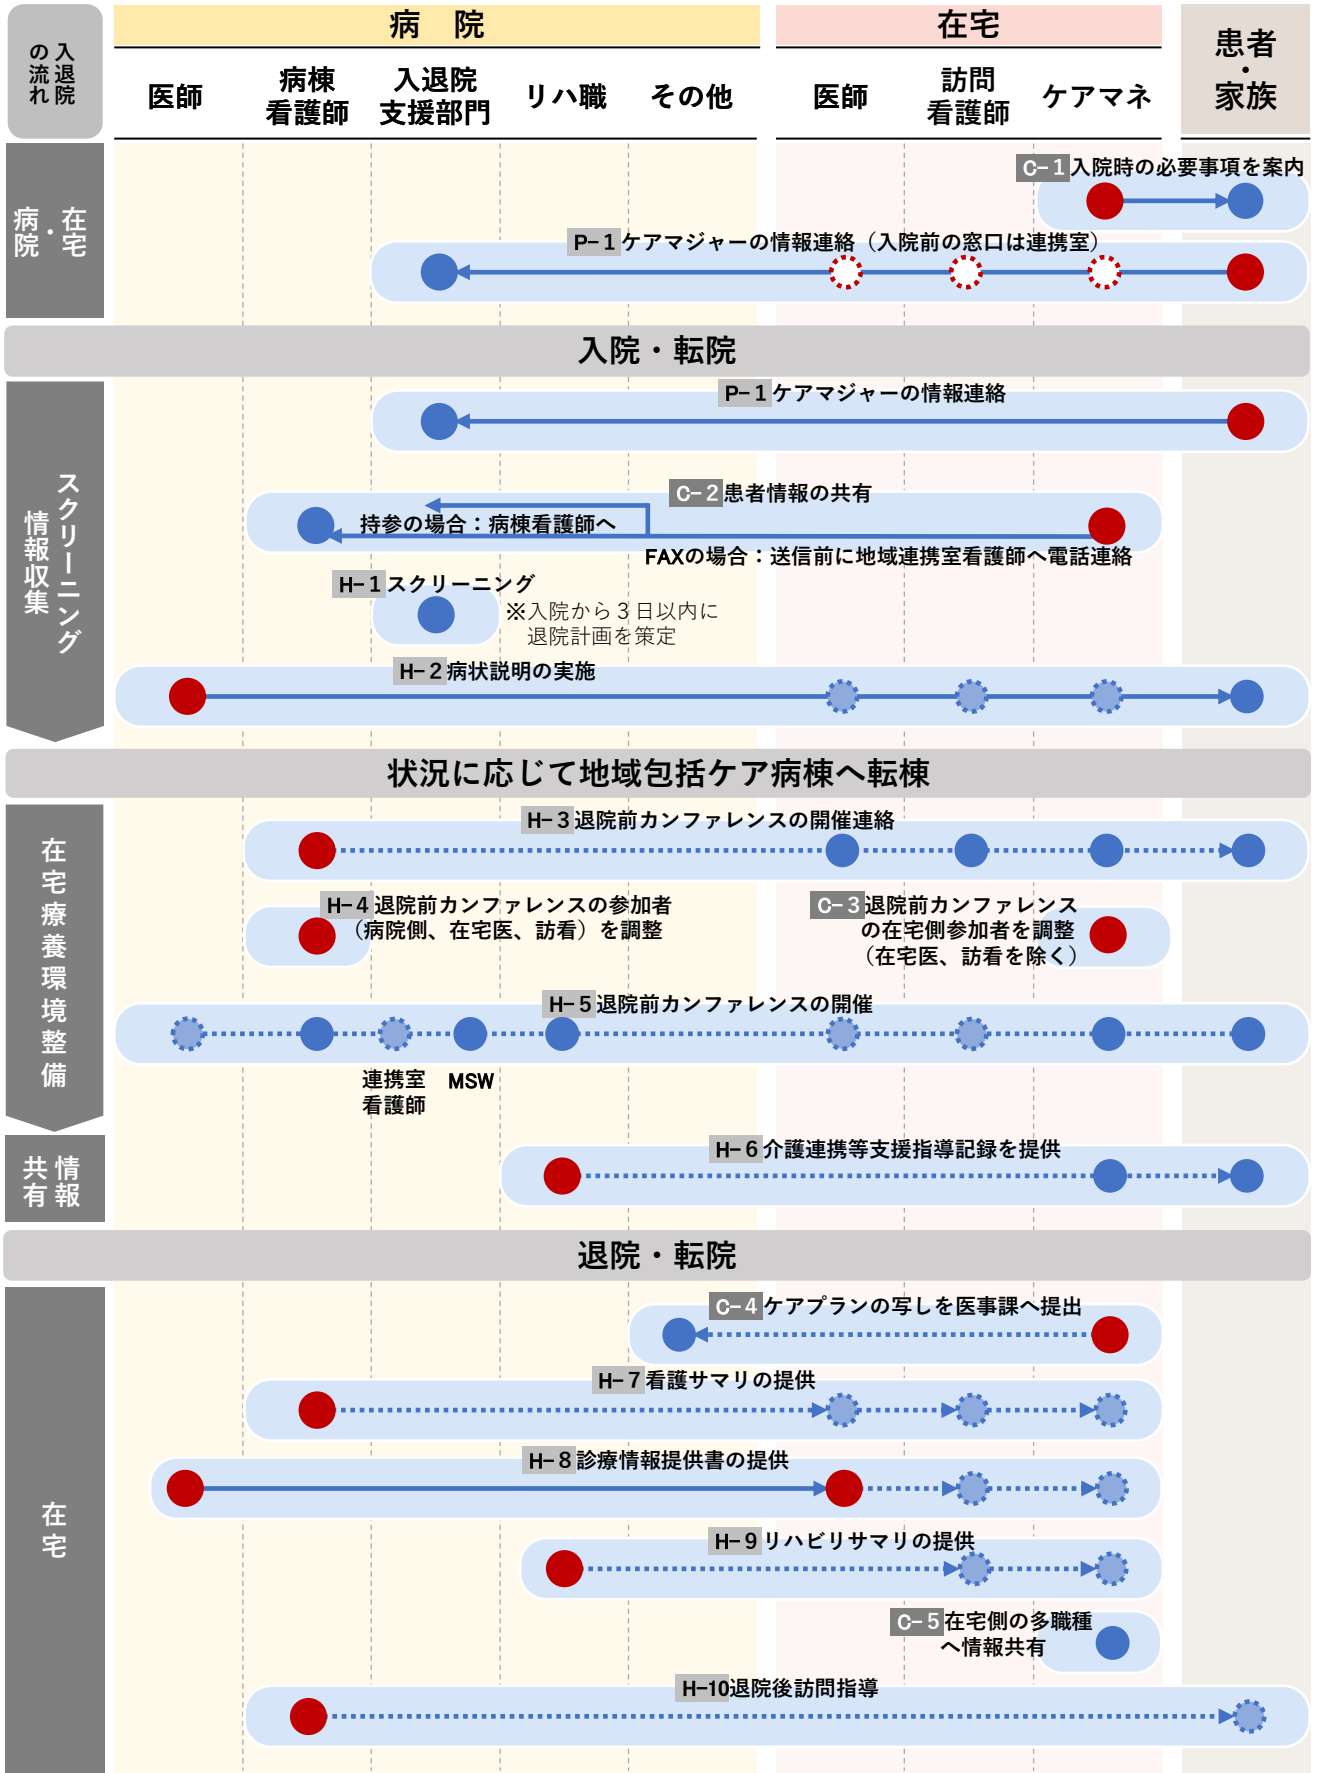 入退院
の流れ
病　院
在宅
患者
・
家族
医師
病棟
看護師
入退院
支援部門
リハ職
その他
医師
訪問
看護師
ケアマネ
在宅
・
病院
C−１入院時の必要事項を案内
P−１ケアマジャーの情報連絡（入院前の窓口は連携室）
入院・転院
スクリーニング
情報収集
P−１ケアマジャーの情報連絡
C−２患者情報の共有
持参の場合：病棟看護師へ
FAXの場合：送信前に地域連携室看護師へ電話連絡
H−１スクリーニング
※入院から３日以内に
退院計画を策定
H−２病状説明の実施
状況に応じて地域包括ケア病棟へ転棟
在宅療養環境整備
H−３退院前カンファレンスの開催連絡
H−４退院前カンファレンスの参加者
（病院側、在宅医、訪看）を調整
C−３退院前カンファレンス
の在宅側参加者を調整
（在宅医、訪看を除く）
H−５退院前カンファレンスの開催
連携室
看護師
MSW
情報
共有
H−６介護連携等支援指導記録を提供
退院・転院
在宅
C−４ケアプランの写しを医事課へ提出
H−７看護サマリの提供
H−８診療情報提供書の提供
H−９リハビリサマリの提供
C−５在宅側の多職種
へ情報共有
H−10退院後訪問指導